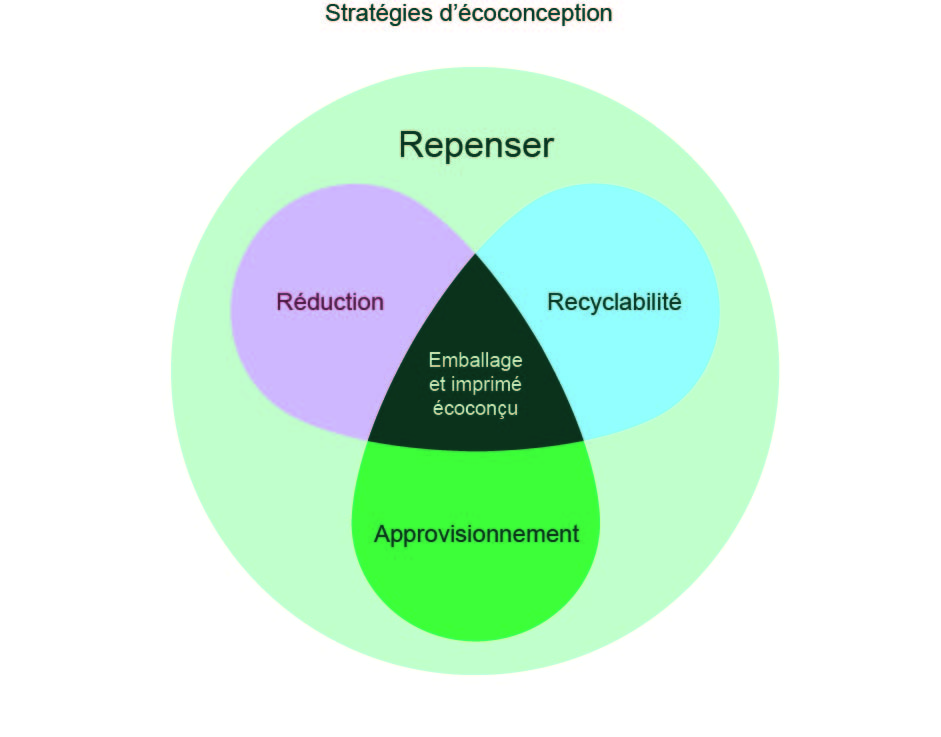 Stratégies d’écoconception
Repenser
Réduction
Recyclabilité
Emballage
et imprimé
écoconçu
Approvisionnement